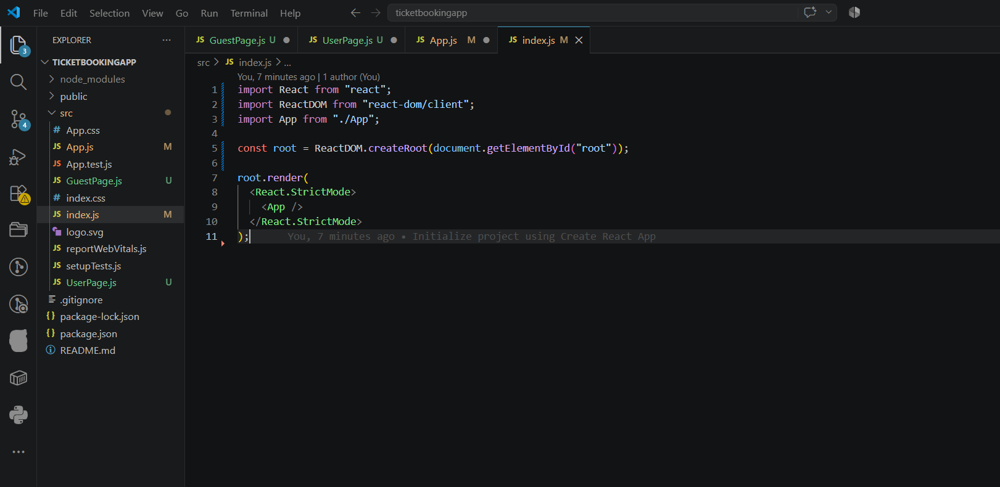 File Edit Selection View Go Run Terminal Help
ticketbookingapp
EXPLORER
GuestPage.js U
UserPage.js U
App.js M
index.js M
3
4
TICKETBOOKINGAPP
node_modules
public
src
App.css
App.js M
App.test.js
GuestPage.js U
index.css
index.js M
logo.svg
reportWebVitals.js
setupTests.js
UserPage.js U
.gitignore
package-lock.json
package.json
README.md
src > JS index.js > ...
You, 7 minutes ago | 1 author (You)
1 import React from "react";
2 import ReactDOM from "react-dom/client";
3 import App from "./App";
4
5 const root = ReactDOM.createRoot(document.getElementById("root"));
6
7 root.render(
8 <React.StrictMode>
9 <App />
10 </React.StrictMode>
11 ); You, 7 minutes ago • Initialize project using Create React App